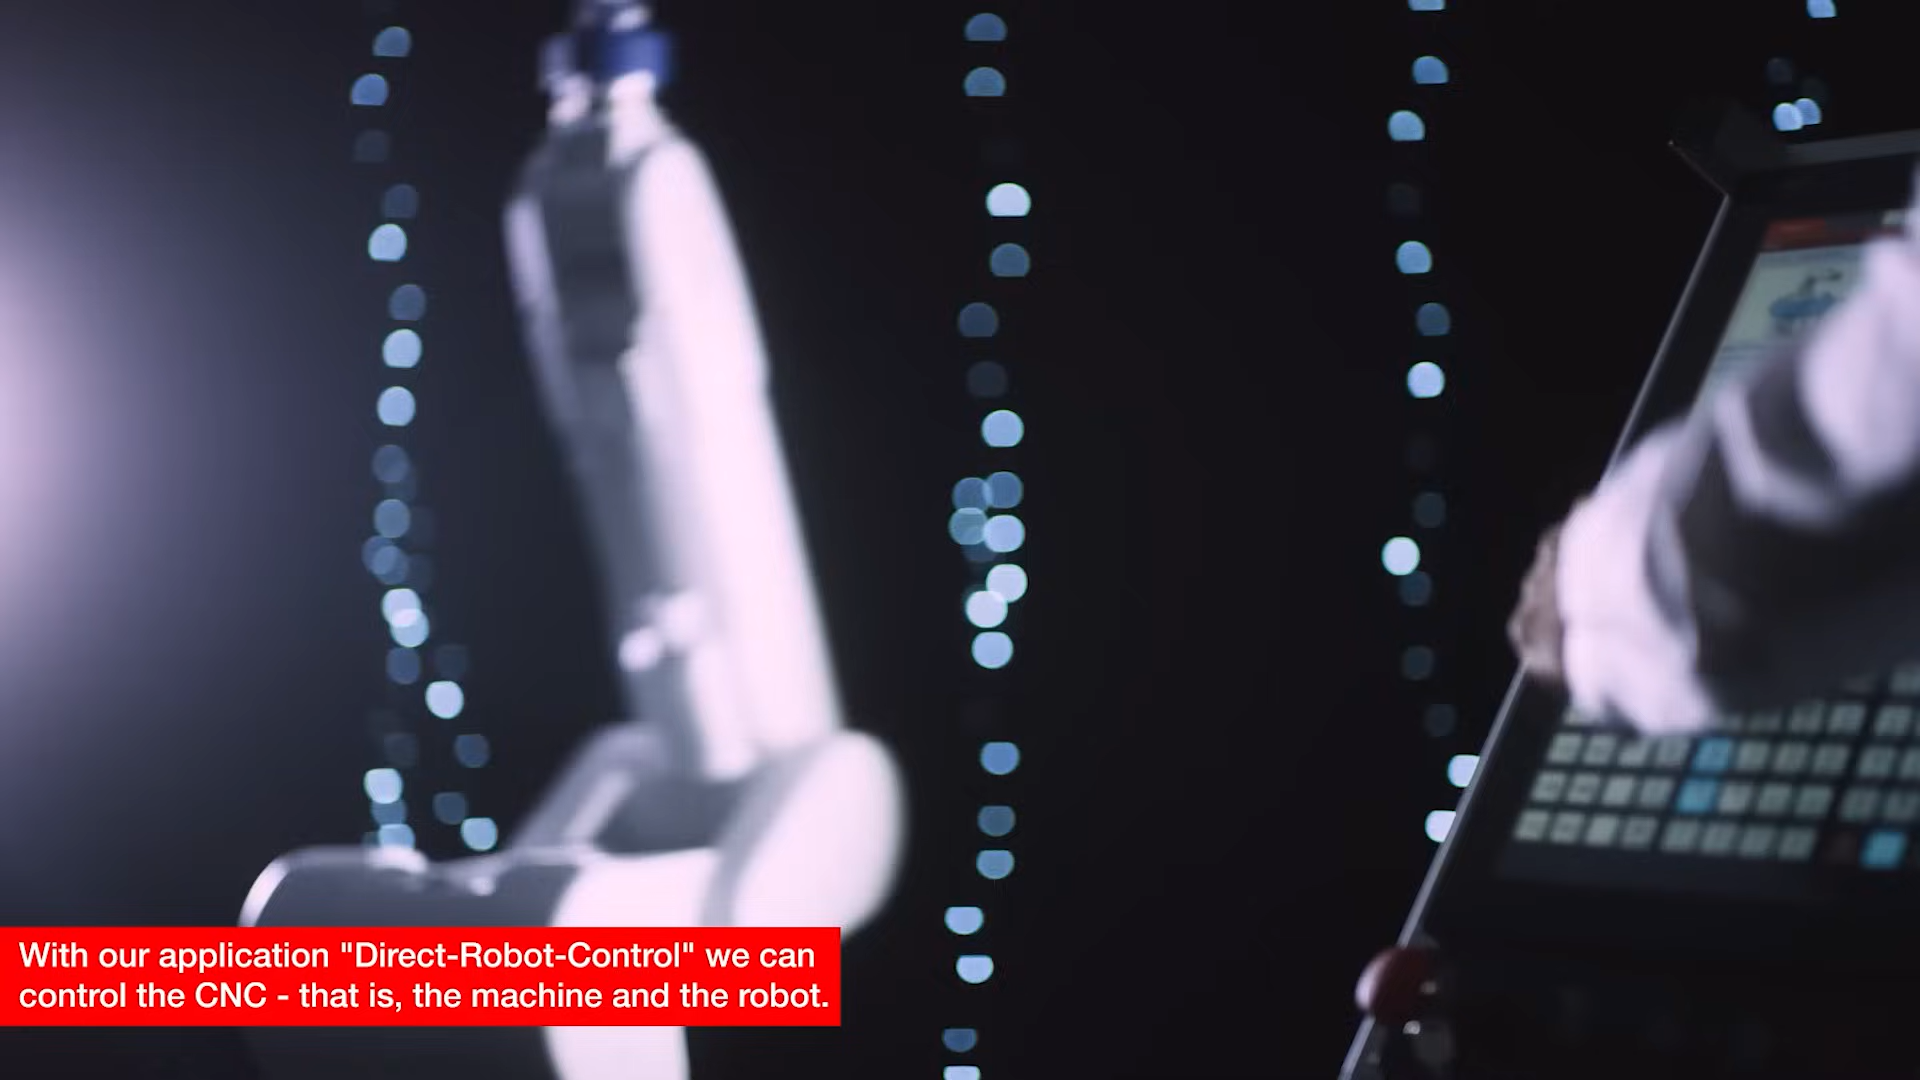 With our application "Direct-Robot-Control" we can
control the CNC - that is, the machine and the robot.